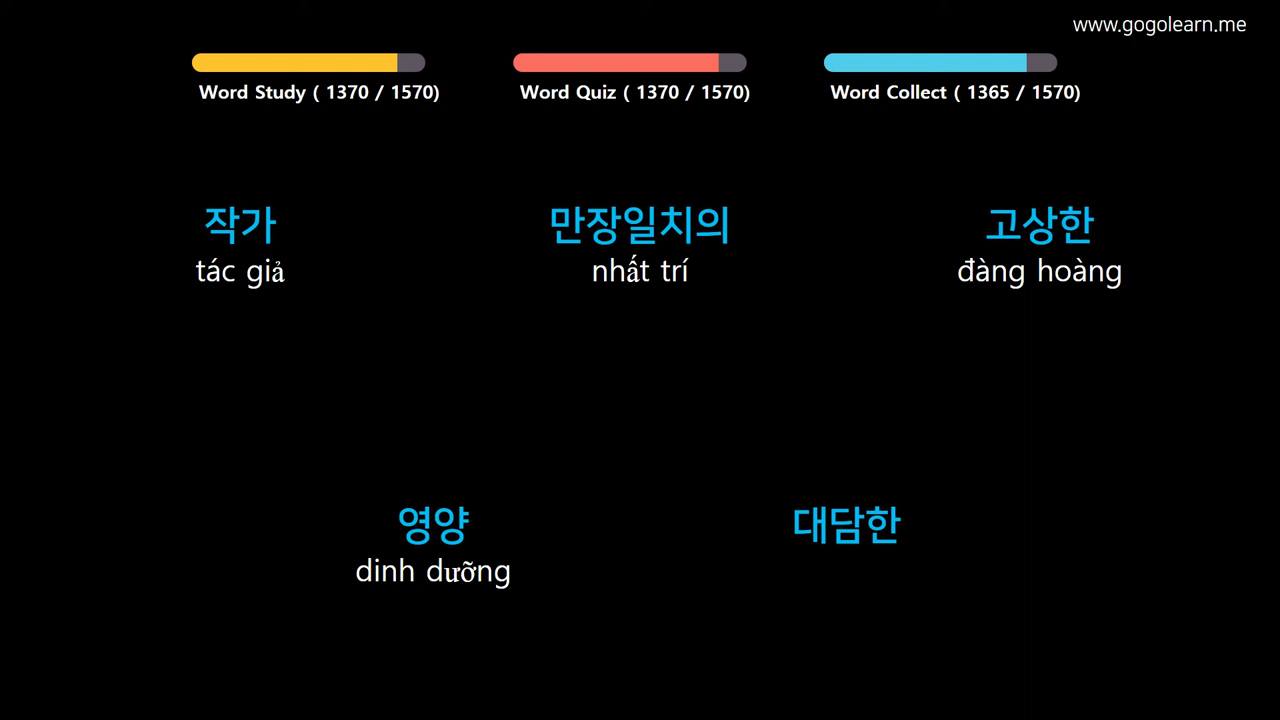 www.gogolearn.me
Word Study ( 1370 / 1570)
Word Quiz ( 1370 / 1570)
Word Collect ( 1365 / 1570)
작가
tác giả
만장일치의
nhất trí
고상한
đàng hoàng
영양
dinh dưỡng
대담한